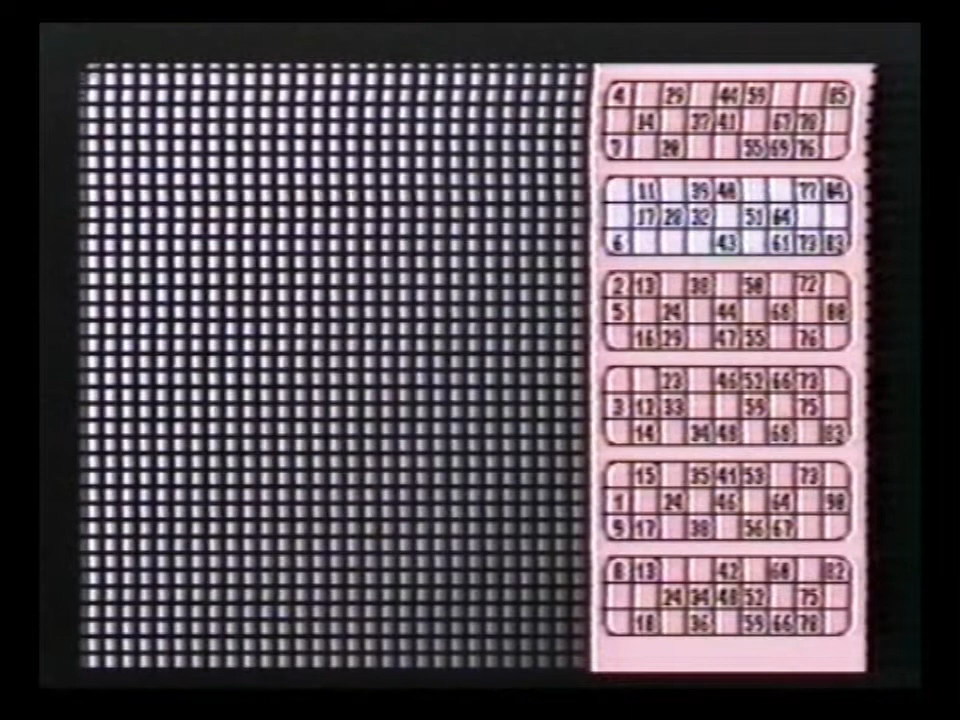 4 29 44 59 85
14 37 41 67 78
7 20 55 69 76
11 39 40 77 84
17 28 32 51 64
6 43 61 73 83
2 13 38 50 72
5 24 44 68 80
16 29 47 55 76
23 46 52 66 73
3 12 33 59 75
14 34 48 68 83
15 35 41 53 73
1 24 46 64 90
9 17 38 56 67
8 13 42 60 82
24 34 48 52 75
18 36 59 66 78